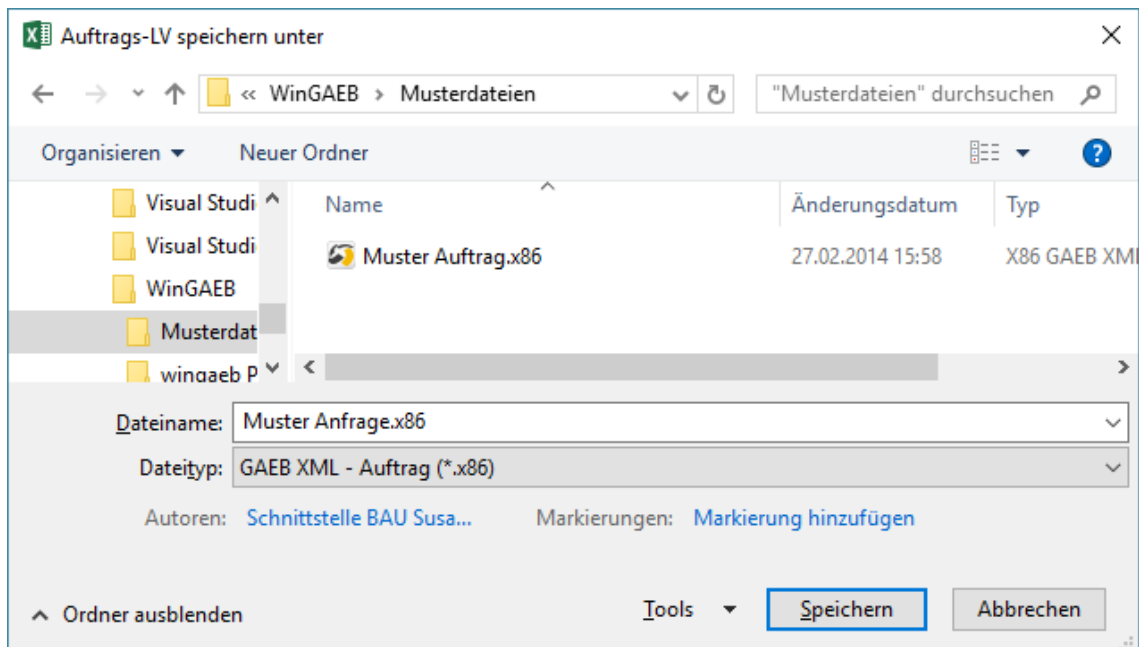 Auftrags-LV speichern unter
« WinGAEB > Musterdateien
"Musterdateien" durchsuchen
Organisieren Neuer Ordner
?
Visual Studi
Visual Studi
WinGAEB
Musterdat
wingaeb P
Name Änderungsdatum Typ
Muster Auftrag.x86 27.02.2014 15:58 X86 GAEB XML
Dateiname: Muster Anfrage.x86
Dateityp: GAEB XML - Auftrag (*.x86)
Autoren: Schnittstelle BAU Susa... Markierungen: Markierung hinzufügen
Ordner ausblenden Tools Speichern Abbrechen